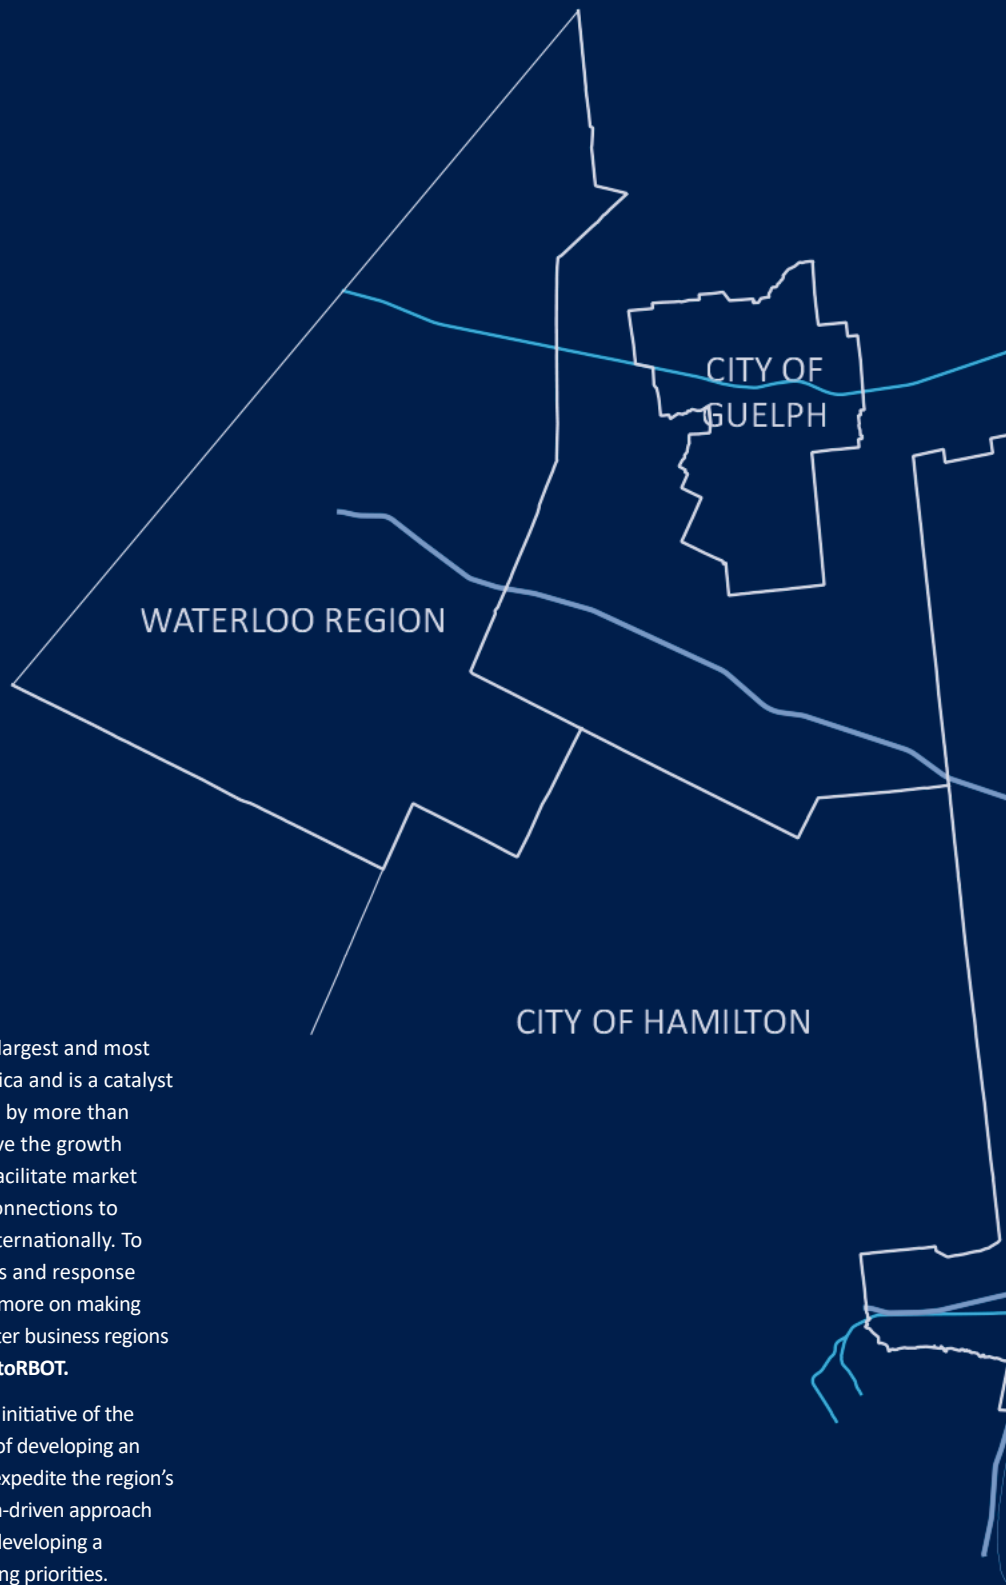 CITY OF
GUELPH
WATERLOO REGION
CITY OF HAMILTON
largest and most
ica and is a catalyst
by more than
ve the growth
acilitate market
onnections to
ternationally. To
s and response
more on making
ter business regions
toRBOT.
initiative of the
of developing an
expedite the region's
-driven approach
developing a
ng priorities.